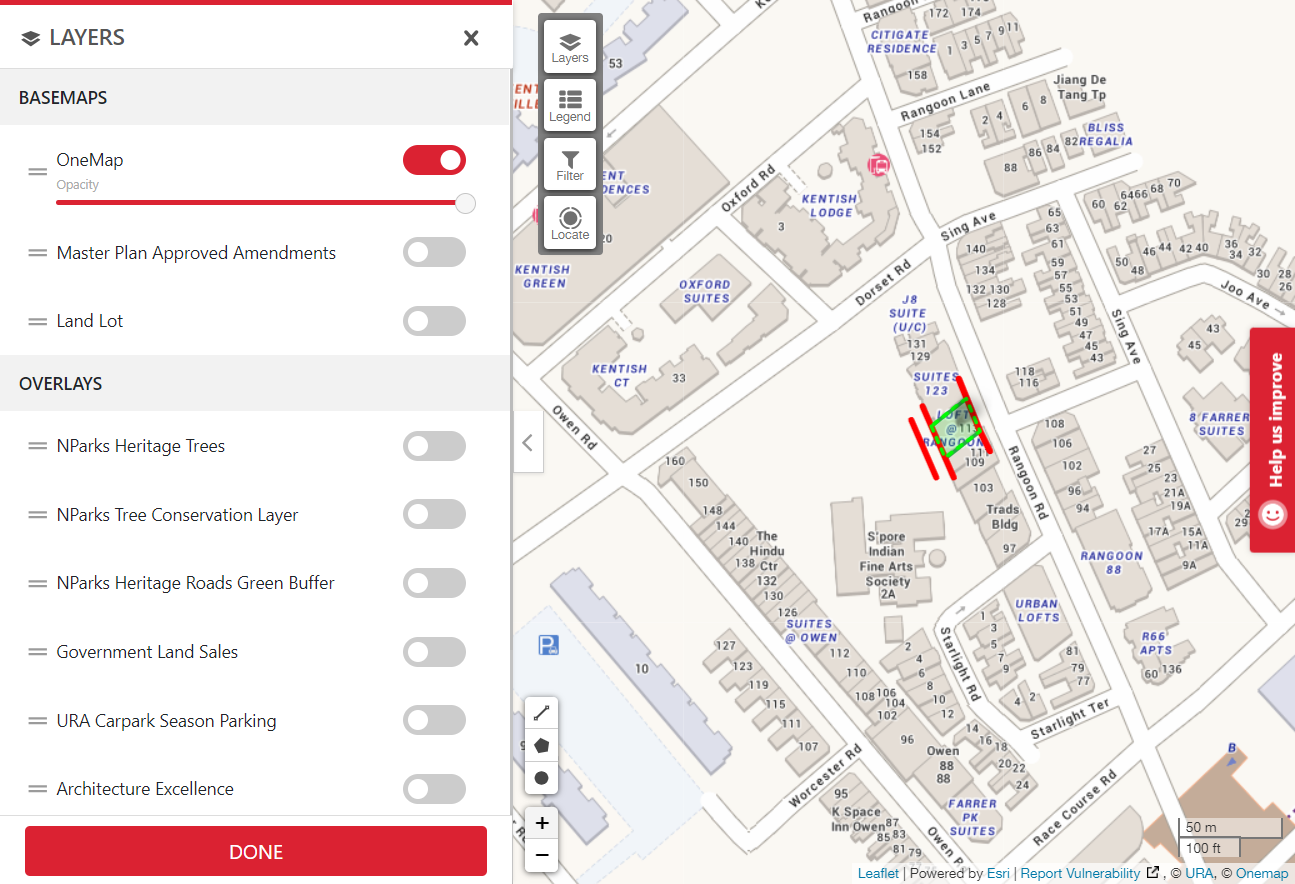 LAYERS
BASEMAPS
OneMap
Opacity
Master Plan Approved Amendments
Land Lot
OVERLAYS
NParks Heritage Trees
NParks Tree Conservation Layer
NParks Heritage Roads Green Buffer
Government Land Sales
URA Carpark Season Parking
Architecture Excellence
DONE
Layers
Legend
Filter
Locate
53
20
KENTISH
GREEN
Oxford Rd
KENTISH
LODGE
3
OXFORD
SUITES
KENTISH
CT
33
Owen Rd
Dorset Rd
Rangoon
172
174
CITIGATE
RESIDENCE
1
3
5
7
9
11
158
Rangoon Lane
Jiang De
Tang Tp
154
152
2
4
6
8
BLISS
REGALIA
88
86
84
82
Sing Ave
60
62
64
66
68
70
65
63
61
59
57
55
53
51
49
47
45
43
140
134
132
130
128
118
116
50
48
46
44
42
40
36
34
32
30
28
26
Joo Ave
Sing Ave
43
45
J8
SUITE
(U/C)
131
129
SUITES
123
LOFT
@ 113
RANGOON
109
103
Trads
Bldg
97
Rangoon Rd
108
106
102
96
94
8 FARRER
SUITES
27
25
23
21A
19A
17A
15A
11A
9A
29
RANGOON
88
160
150
148
144
140
138
132
130
126
The
Hindu
Ctr
SUITES
@ OWEN
112
110
108
106
104
102
96
S'pore
Indian
Fine Arts
Society
2A
URBAN
LOFTS
1
3
5
7
9
2
4
6
8
10
12
14
16
18
20
22
24
Starlight Rd
Starlight Ter
4
2
81
79
77
R66
APTS
60
136
10
127
123
119
115
111
107
Worcester Rd
Owen
88
88
FARRER
PK
SUITES
95
K Space
Inn Owen
87
85
83
81
79
Race Course Rd
B
P
Help us improve
+
−
50 m
100 ft
Leaflet | Powered by Esri | Report Vulnerability , © URA, © Onemap